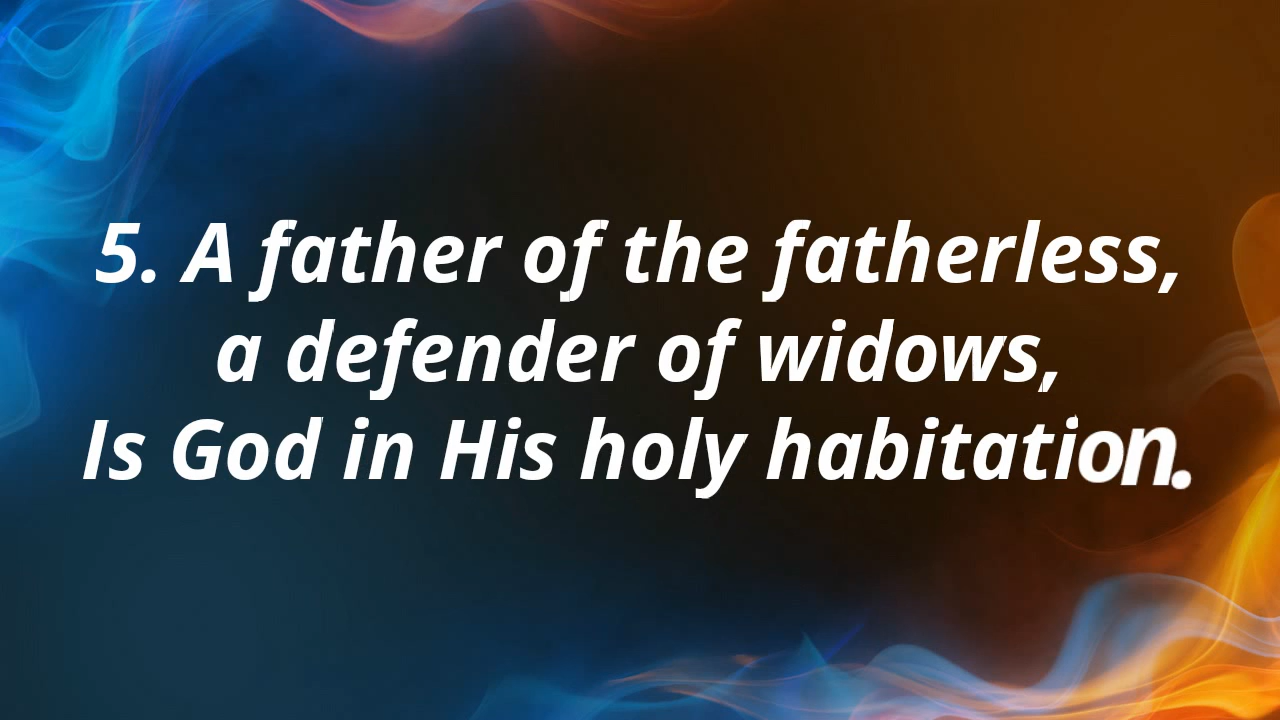 5. A father of the fatherless,
a defender of widows,
Is God in His holy habitation.